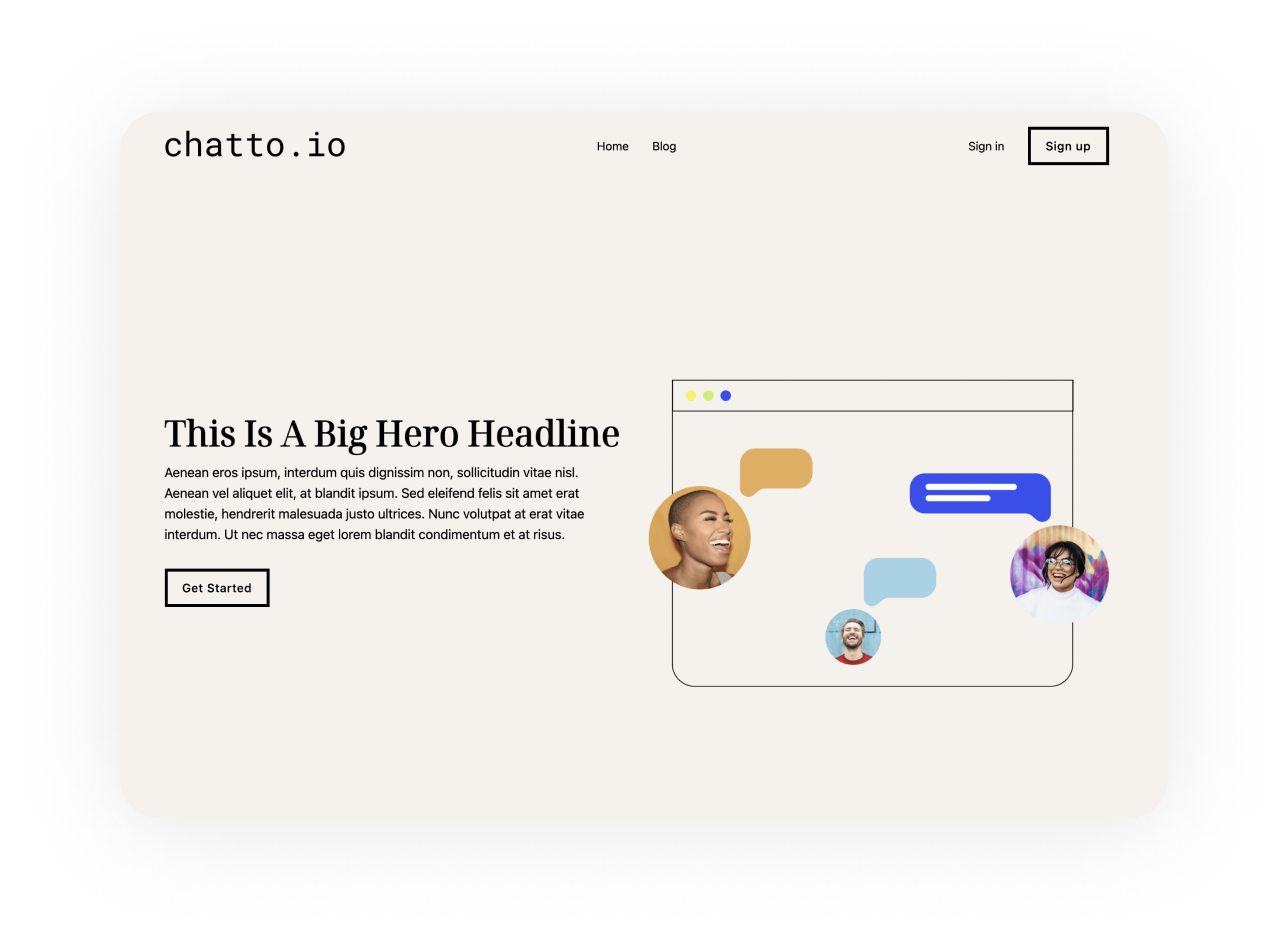 chatto.io
Home
Blog
Sign in
Sign up
This Is A Big Hero Headline
Aenean eros ipsum, interdum quis dignissim non, sollicitudin vitae nisl.
Aenean vel aliquet elit, at blandit ipsum. Sed eleifend felis sit amet erat
molestie, hendrerit malesuada justo ultrices. Nunc volutpat at erat vitae
interdum. Ut nec massa eget lorem blandit condimentum et at risus.
Get Started